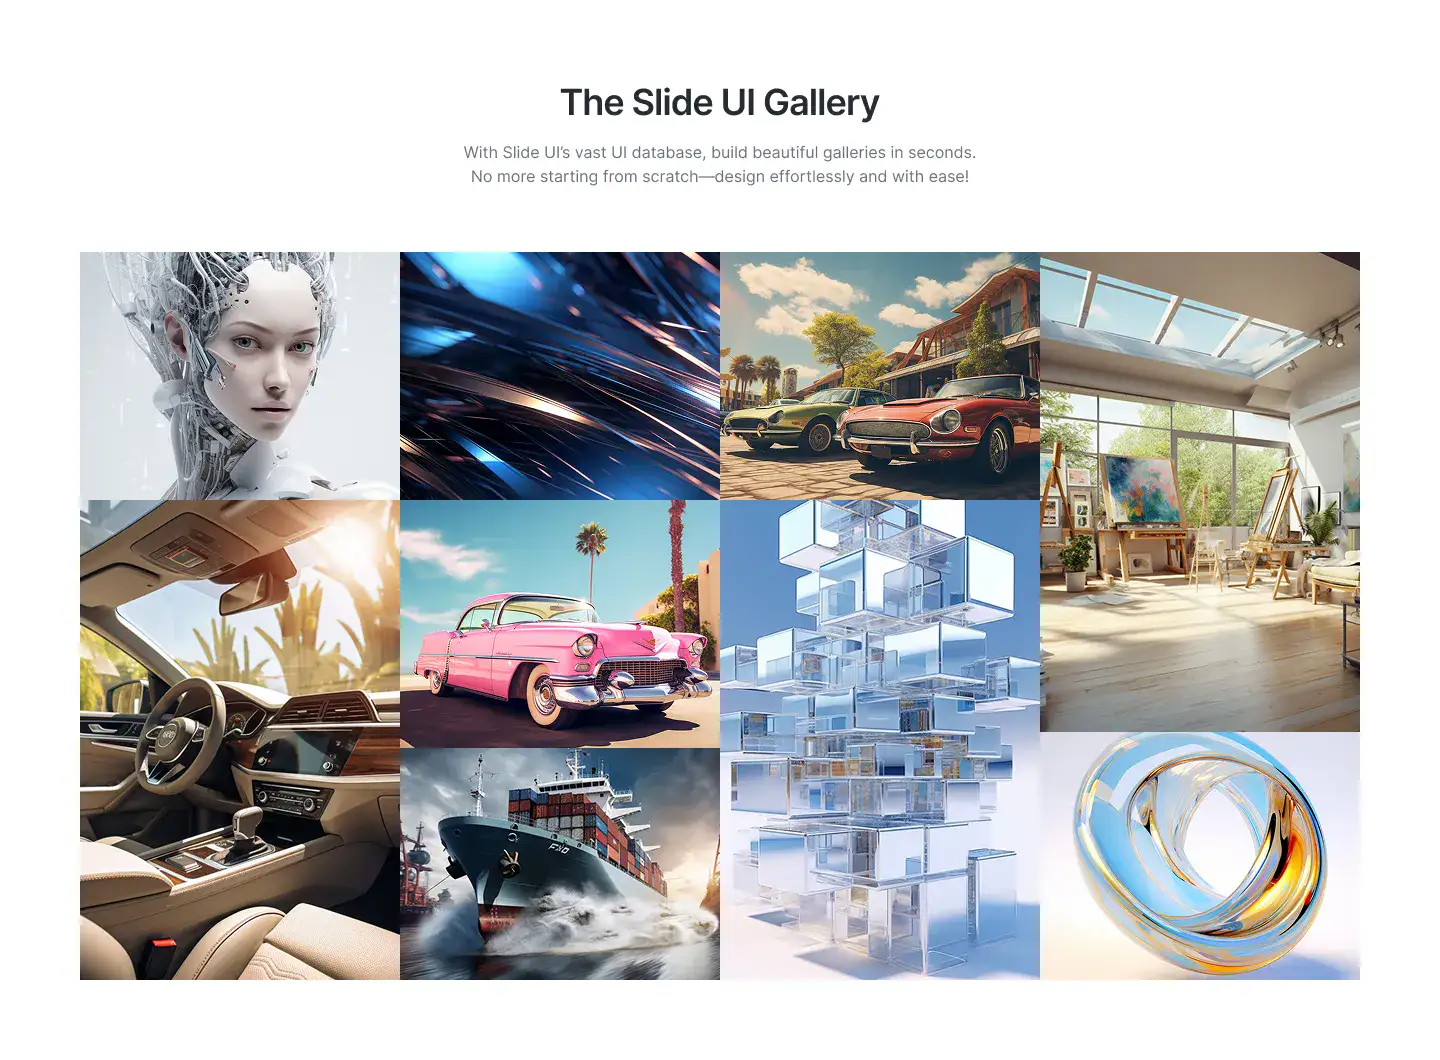 The Slide UI Gallery
With Slide UI’s vast UI database, build beautiful galleries in seconds.
No more starting from scratch—design effortlessly and with ease!